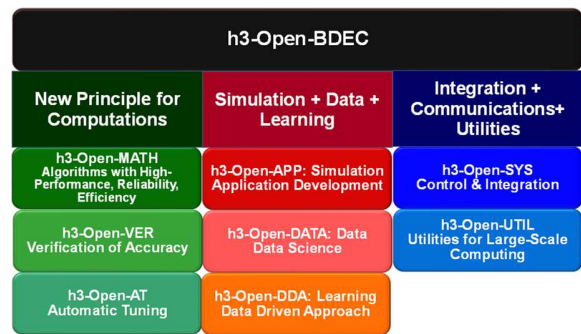 h3-Open-BDEC
New Principle for
Computations
Simulation + Data +
Learning
Integration +
Communications+
Utilities
h3-Open-MATH
Algorithms with High-
Performance, Reliability,
Efficiency
h3-Open-APP: Simulation
Application Development
h3-Open-SYS
Control & Integration
h3-Open-VER
Verification of Accuracy
h3-Open-DATA: Data
Data Science
h3-Open-UTIL
Utilities for Large-Scale
Computing
h3-Open-AT
Automatic Tuning
h3-Open-DDA: Learning
Data Driven Approach